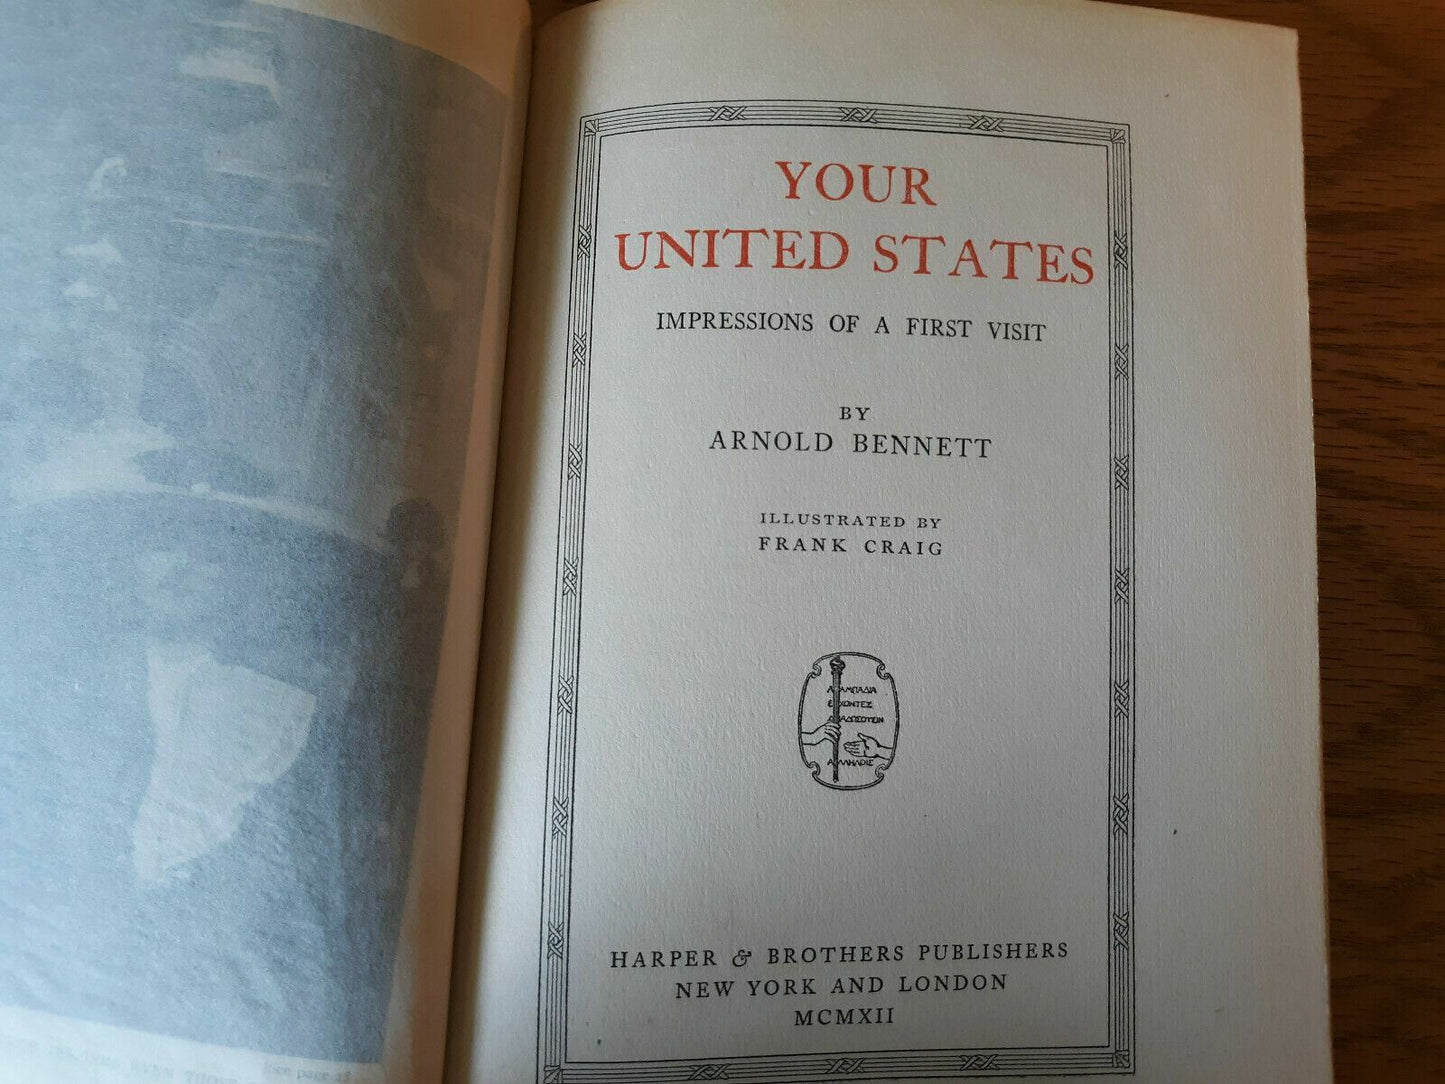 YOUR
UNITED STATES
IMPRESSIONS OF A FIRST VISIT
BY
ARNOLD BENNETT
ILLUSTRATED BY
FRANK CRAIG
HARPER & BROTHERS PUBLISHERS
NEW YORK AND LONDON
MCMXII